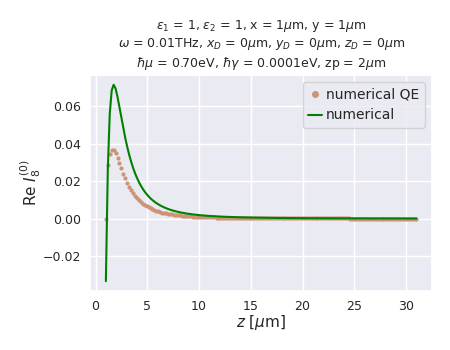 ε₁ = 1, ε₂ = 1, x = 1μm, y = 1μm
ω = 0.01THz, x_D = 0μm, y_D = 0μm, z_D = 0μm
ħμ = 0.70eV, ħγ = 0.0001eV, zp = 2μm
numerical QE
numerical
Re I₈⁽⁰⁾
0.06
0.04
0.02
0.00
−0.02
0 5 10 15 20 25 30
z [μm]